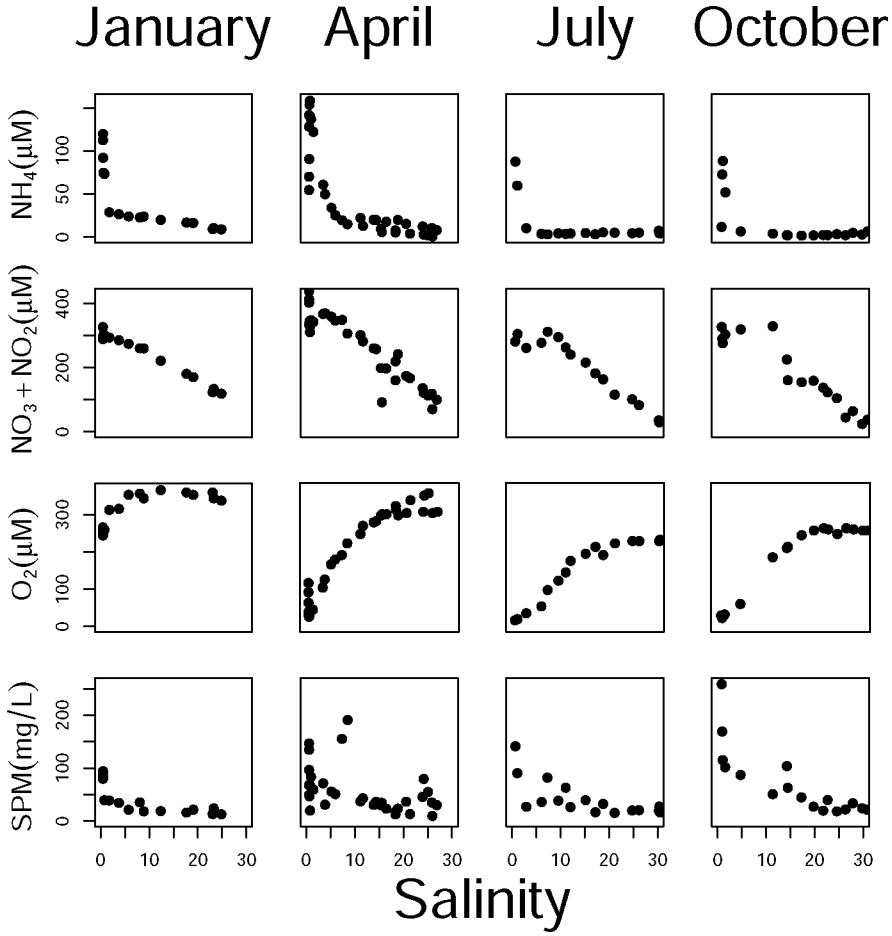 January April July October
NH₄(µM)
0 50 100
NO₃ + NO₂(µM)
0 200 400
O₂(µM)
0 100 300
SPM(mg/L)
0 100 200
0 10 20 30 0 10 20 30 0 10 20 30 0 10 20 30
Salinity